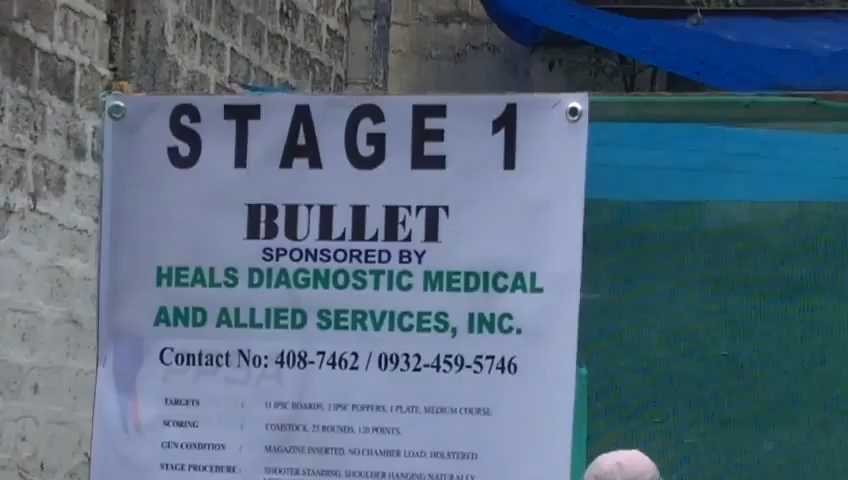 STAGE 1
BULLET
SPONSORED BY
HEALS DIAGNOSTIC MEDICAL
AND ALLIED SERVICES, INC.
Contact No: 408-7462 / 0932-459-5746
TARGETS : 11 IPSC BOARDS, 2 IPSC POPPERS, 1 PLATE, MEDIUM COURSE
SCORING : COMSTOCK, 25 ROUNDS, 120 POINTS,
GUN CONDITION : MAGAZINE INSERTED, NO CHAMBER LOAD, HOLSTERED
STAGE PROCEDURE : SHOOTER STANDING, SHOULDER HANGING NATURALLY